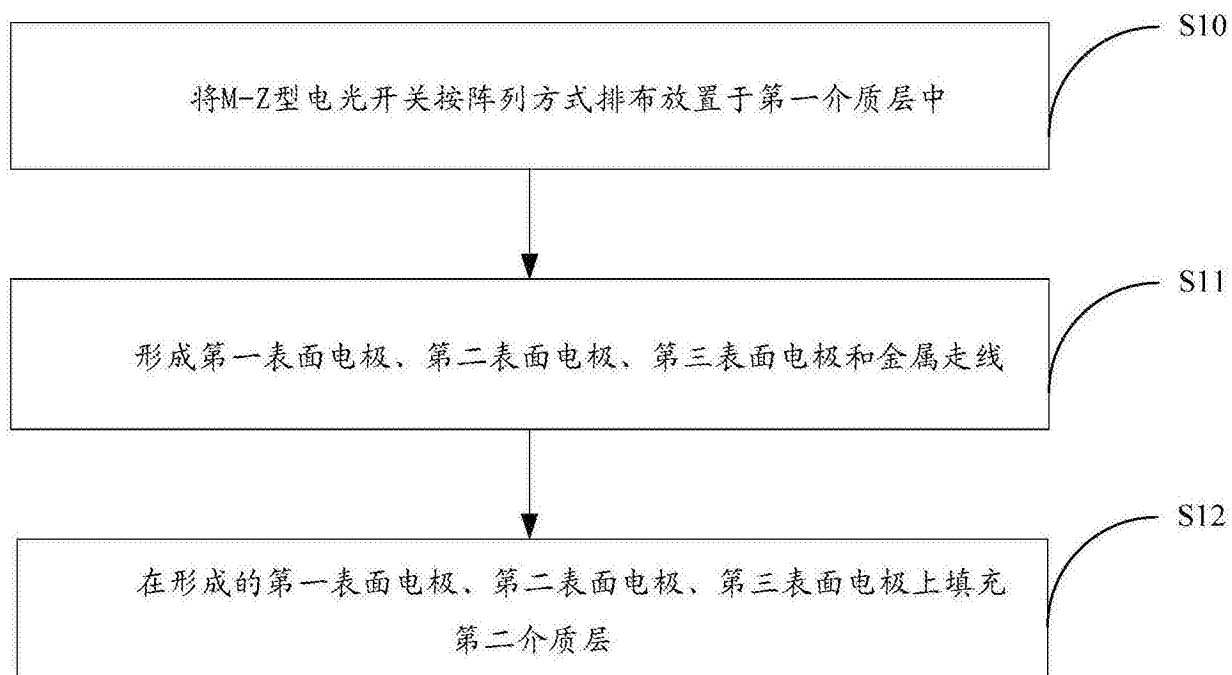 S10
将M-Z型电光开关按阵列方式排布放置于第一介质层中
S11
形成第一表面电极、第二表面电极、第三表面电极和金属走线
S12
在形成的第一表面电极、第二表面电极、第三表面电极上填充
第二介质层